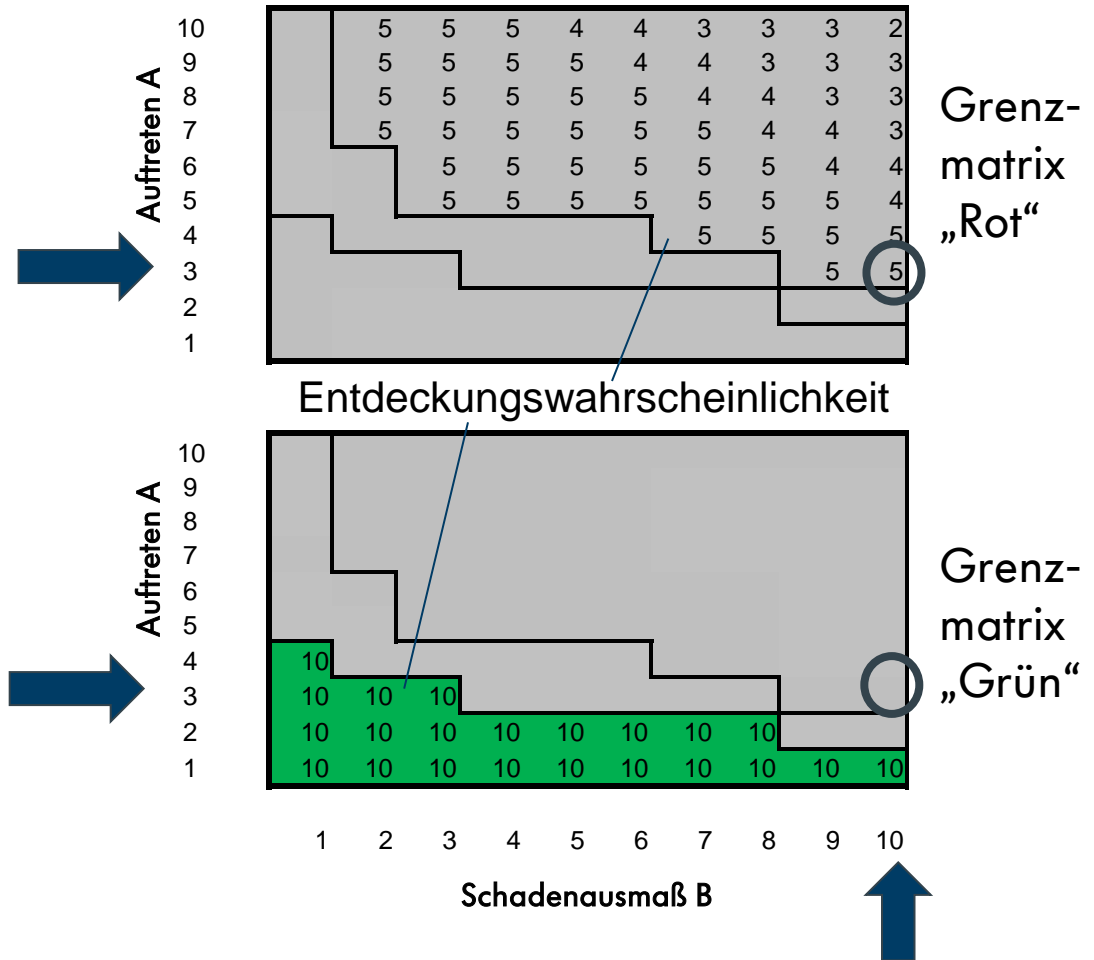 Auftreten A
10 5 5 5 4 4 3 3 3 2
9 5 5 5 5 4 4 3 3 3
8 5 5 5 5 5 4 4 3 3
7 5 5 5 5 5 5 4 4 3
6 5 5 5 5 5 5 4 4
5 5 5 5 5 5 5 5 4
4 5 5 5 5
3 5 5
2
1
Grenz-
matrix
„Rot“
Entdeckungswahrscheinlichkeit
Auftreten A
10
9
8
7
6
5
4 10
3 10 10 10
2 10 10 10 10 10 10 10 10
1 10 10 10 10 10 10 10 10 10 10
Grenz-
matrix
„Grün“
1 2 3 4 5 6 7 8 9 10
Schadenausmaß B